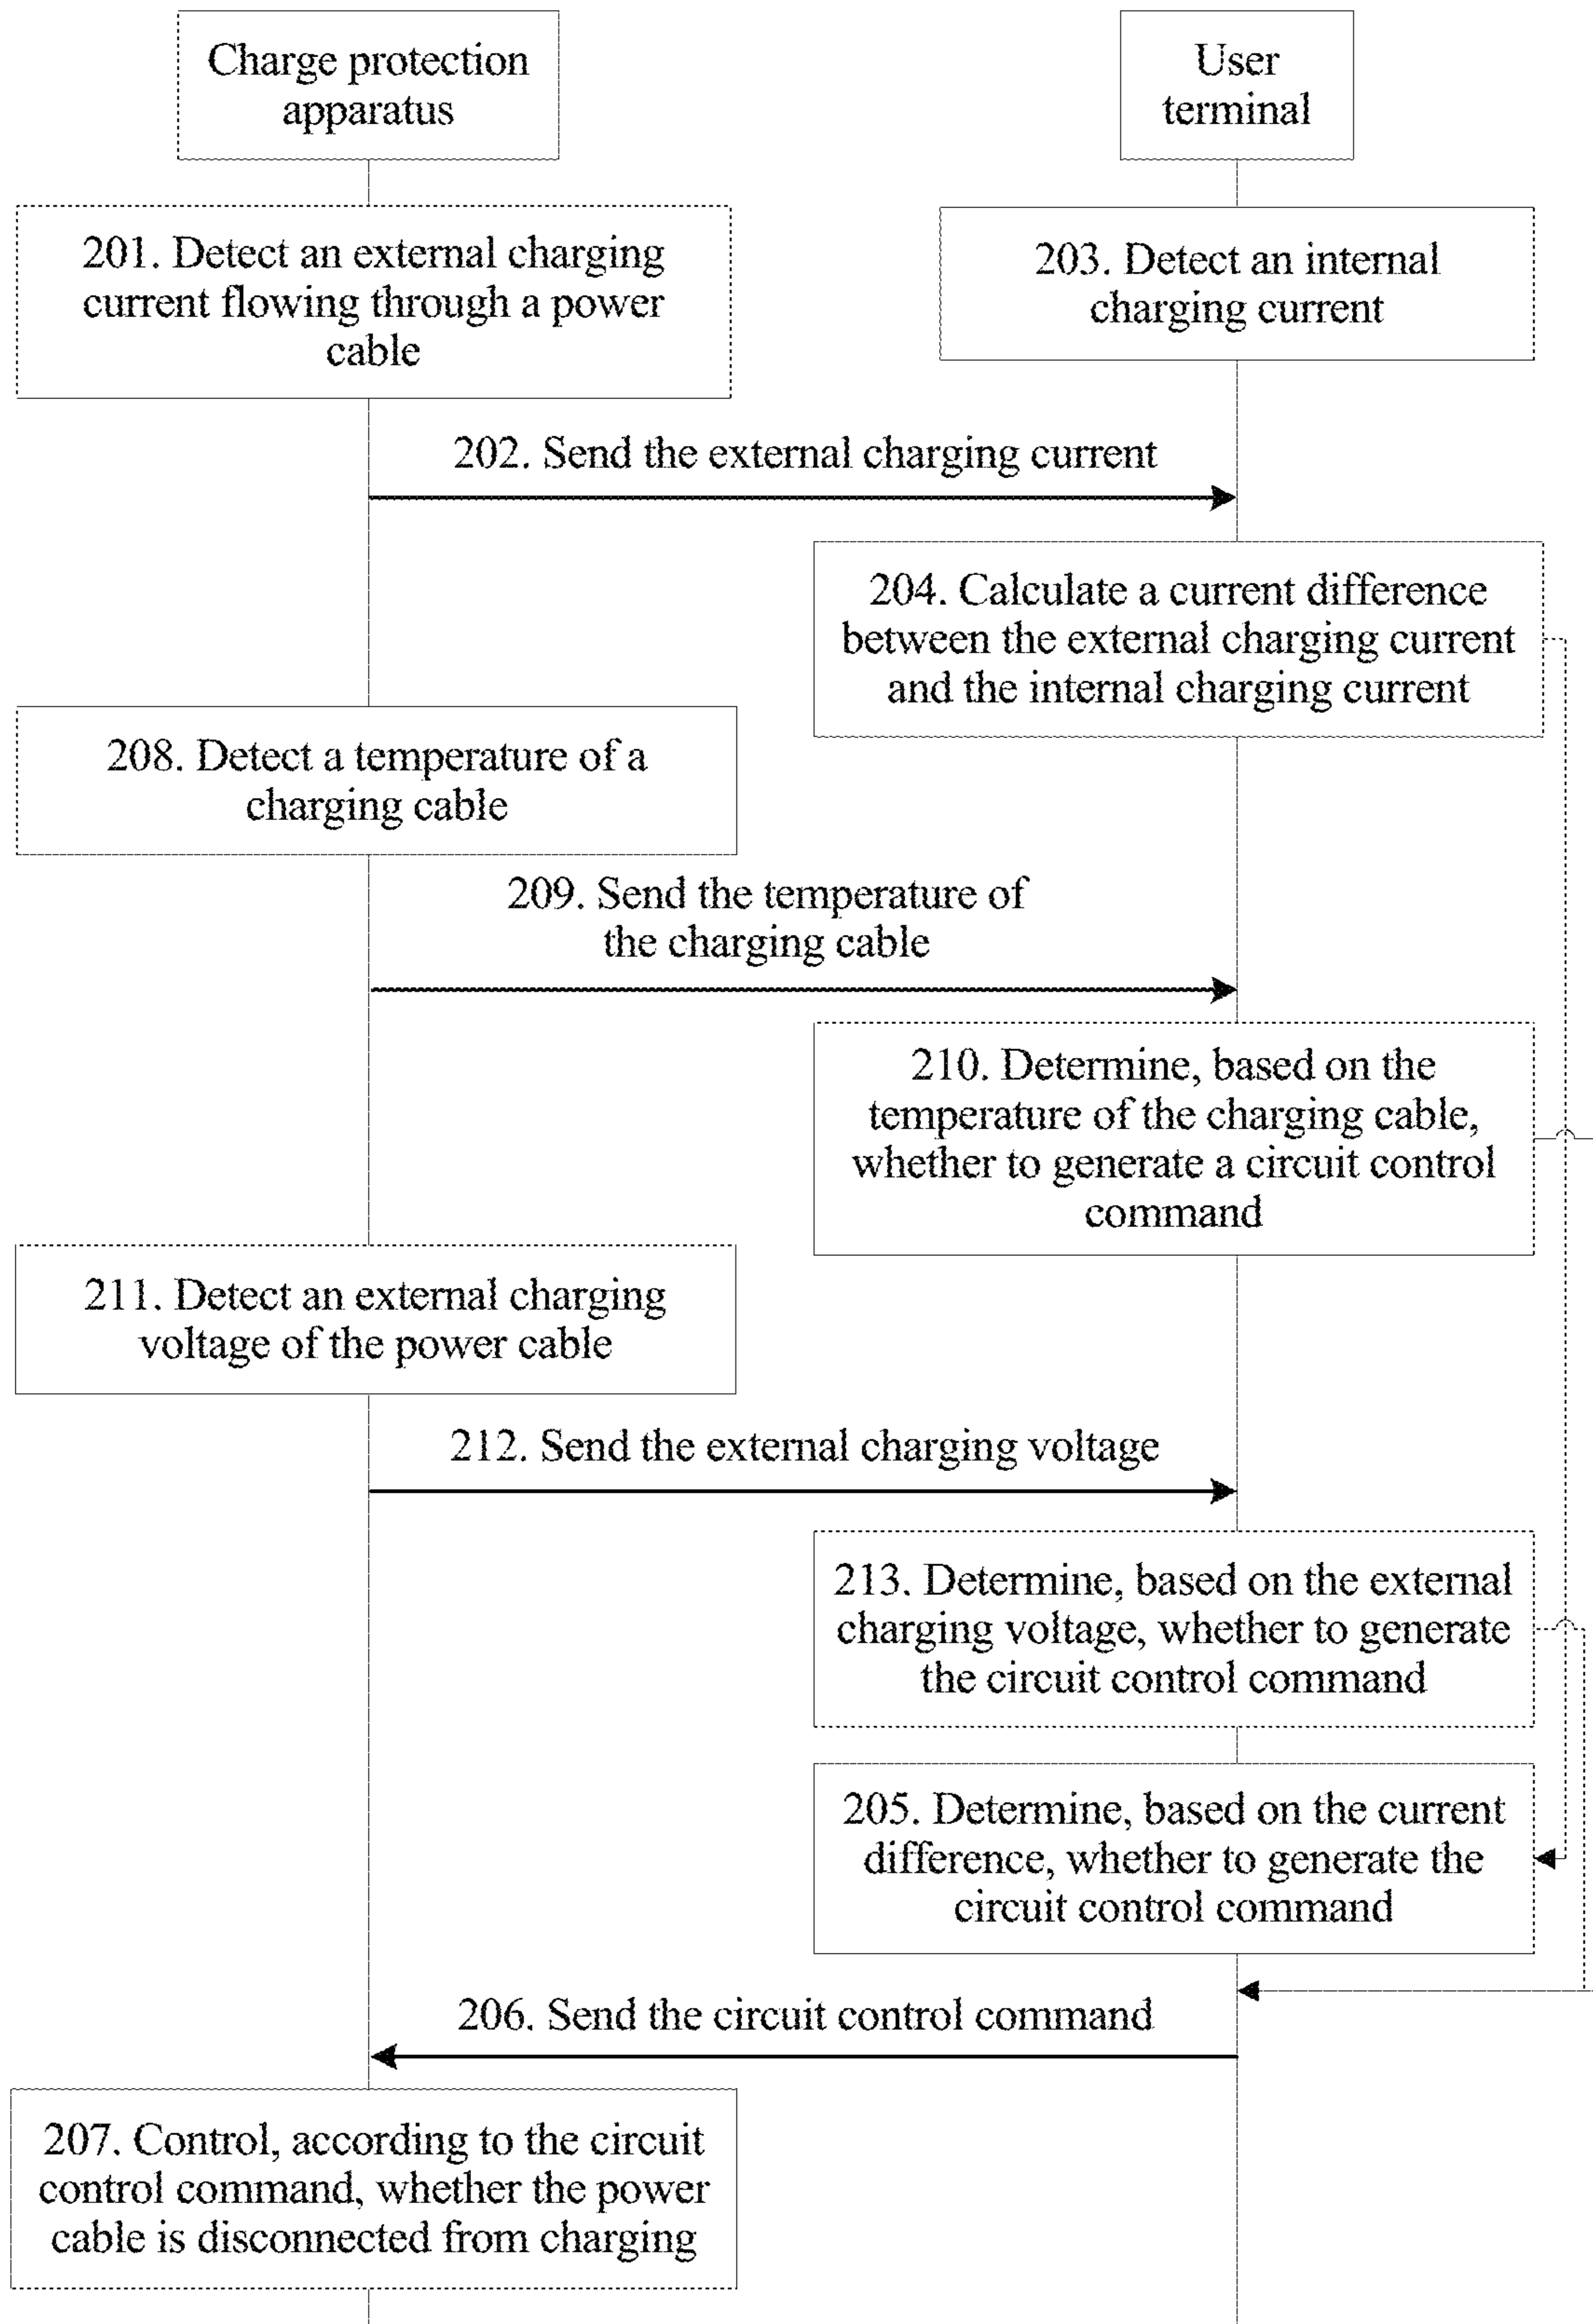 Charge protection
apparatus
User
terminal
201. Detect an external charging
current flowing through a power
cable
203. Detect an internal
charging current
202. Send the external charging current
204. Calculate a current difference
between the external charging current
and the internal charging current
208. Detect a temperature of a
charging cable
209. Send the temperature of
the charging cable
210. Determine, based on the
temperature of the charging cable,
whether to generate a circuit control
command
211. Detect an external charging
voltage of the power cable
212. Send the external charging voltage
213. Determine, based on the external
charging voltage, whether to generate
the circuit control command
205. Determine, based on the current
difference, whether to generate the
circuit control command
206. Send the circuit control command
207. Control, according to the circuit
control command, whether the power
cable is disconnected from charging